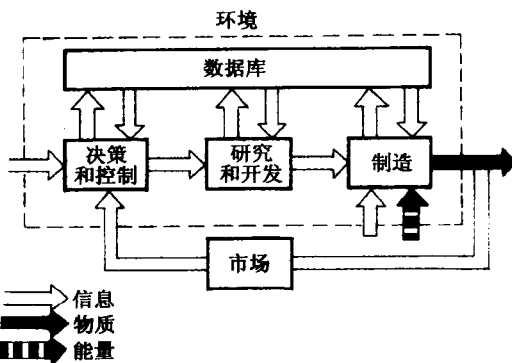 环境
数据库
决策
和控制
研究
和开发
制造
市场
信息
物质
能量